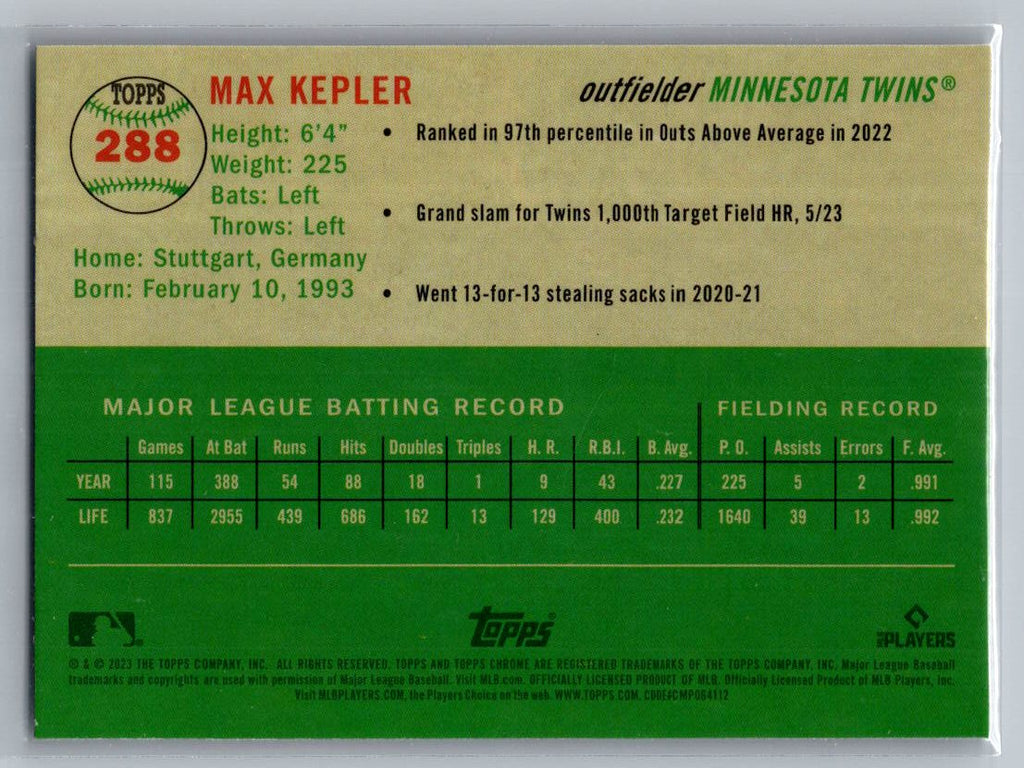 TOPPS
288
MAX KEPLER
outfielder MINNESOTA TWINS®
Height: 6'4"
Weight: 225
Bats: Left
Throws: Left
Home: Stuttgart, Germany
Born: February 10, 1993
• Ranked in 97th percentile in Outs Above Average in 2022
• Grand slam for Twins 1,000th Target Field HR, 5/23
• Went 13-for-13 stealing sacks in 2020-21
MAJOR LEAGUE BATTING RECORD FIELDING RECORD
Games At Bat Runs Hits Doubles Triples H. R. R.B.I. B. Avg. P. O. Assists Errors F. Avg.
YEAR 115 388 54 88 18 1 9 43 .227 225 5 2 .991
LIFE 837 2955 439 686 162 13 129 400 .232 1640 39 13 .992
topps®
PLAYERS
® & © 2023 THE TOPPS COMPANY, INC. ALL RIGHTS RESERVED. TOPPS AND TOPPS CHROME ARE REGISTERED TRADEMARKS OF THE TOPPS COMPANY, INC. Major League Baseball
trademarks and copyrights are used with permission of Major League Baseball. Visit MLB.com. OFFICIALLY LICENSED PRODUCT OF MLB. Officially Licensed Product of MLB Players, Inc.
Visit MLBPLAYERS.COM, the Players Choice on the web. WWW.TOPPS.COM. CODE#CMP064112